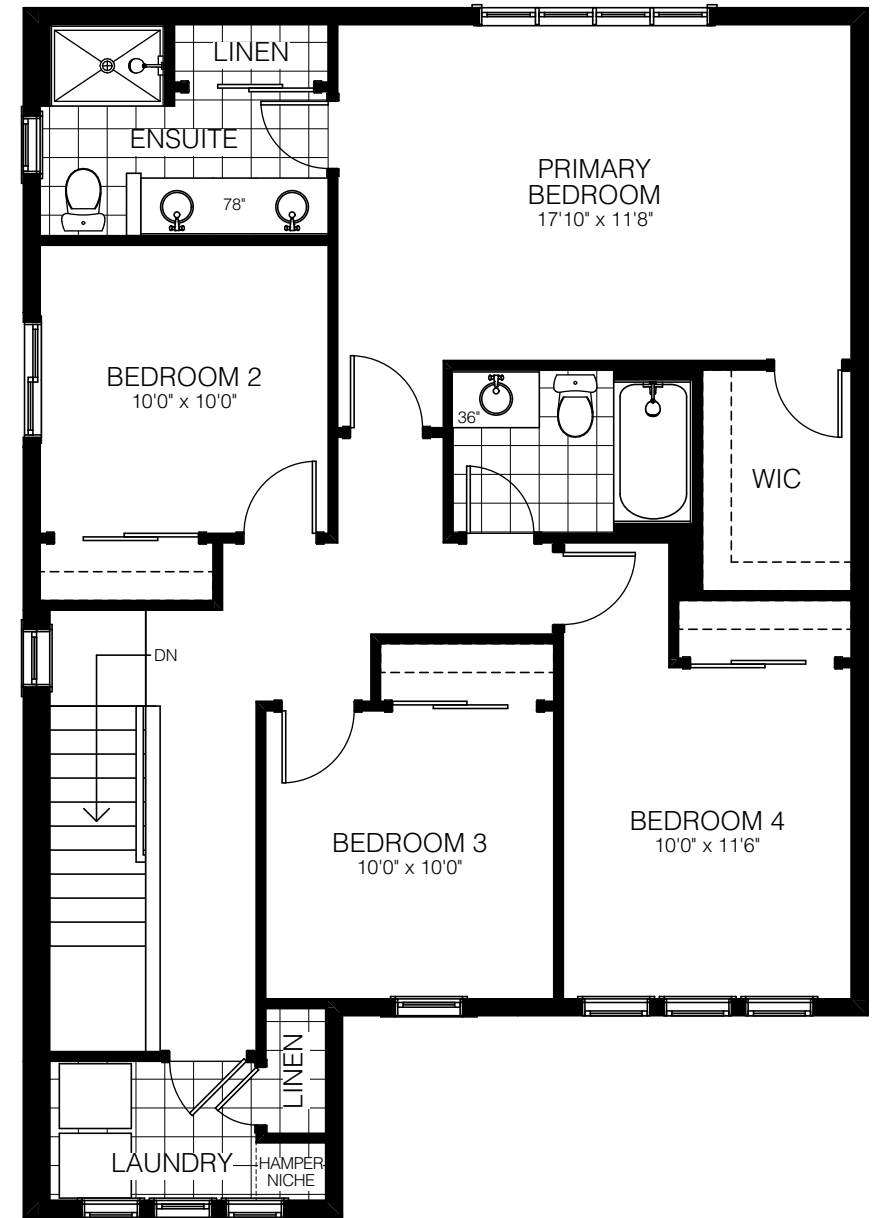 LINEN
ENSUITE
78"
PRIMARY
BEDROOM
17'10" x 11'8"
BEDROOM 2
10'0" x 10'0"
36"
WIC
DN
BEDROOM 3
10'0" x 10'0"
BEDROOM 4
10'0" x 11'6"
LINEN
LAUNDRY
HAMPER
NICHE